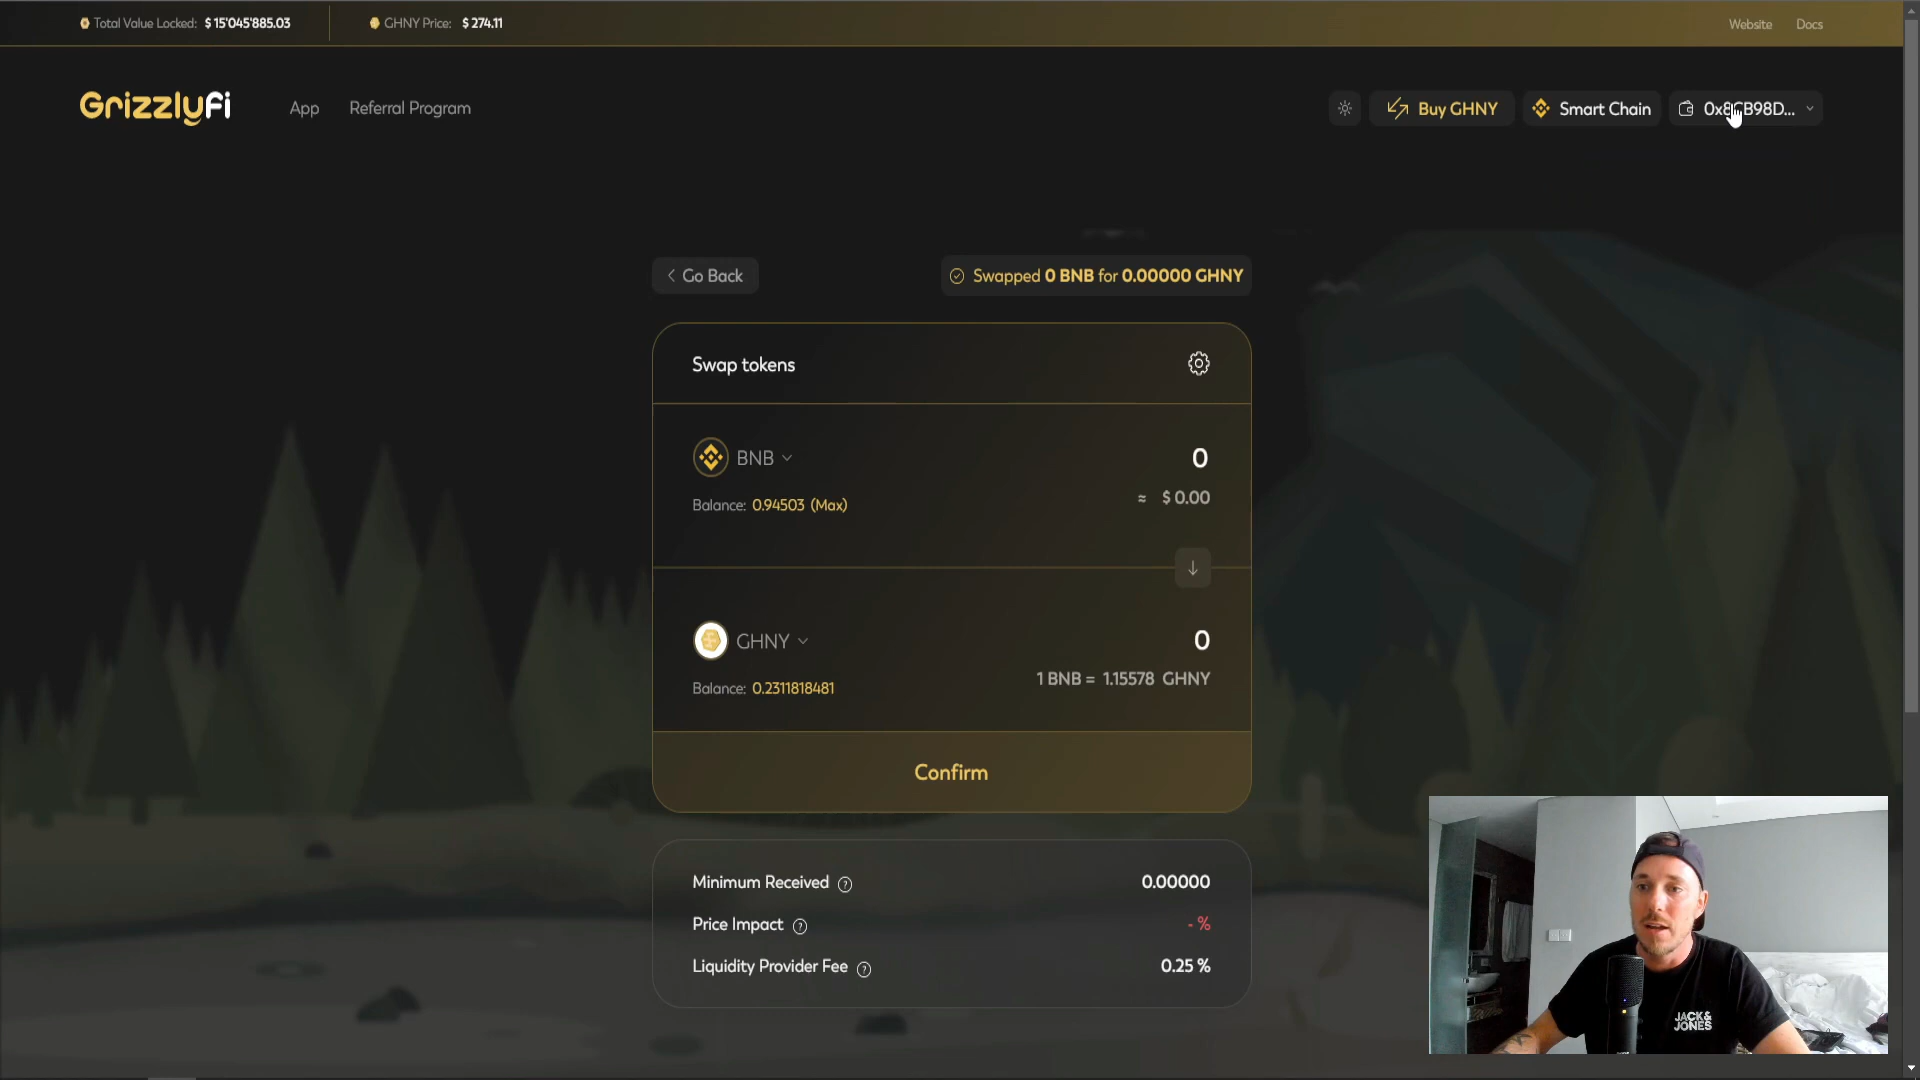 Total Value Locked: $ 15'045'885.03 GHNY Price: $ 274.11 Website Docs
GrizzlyFi App Referral Program Buy GHNY Smart Chain 0x8CB98D...
Go Back Swapped 0 BNB for 0.00000 GHNY
Swap tokens
BNB 0
Balance: 0.94503 (Max) ≈ $ 0.00
GHNY 0
Balance: 0.2311818481 1 BNB = 1.15578 GHNY
Confirm
Minimum Received ? 0.00000
Price Impact ? - %
Liquidity Provider Fee ? 0.25 %
JACK&
JONES